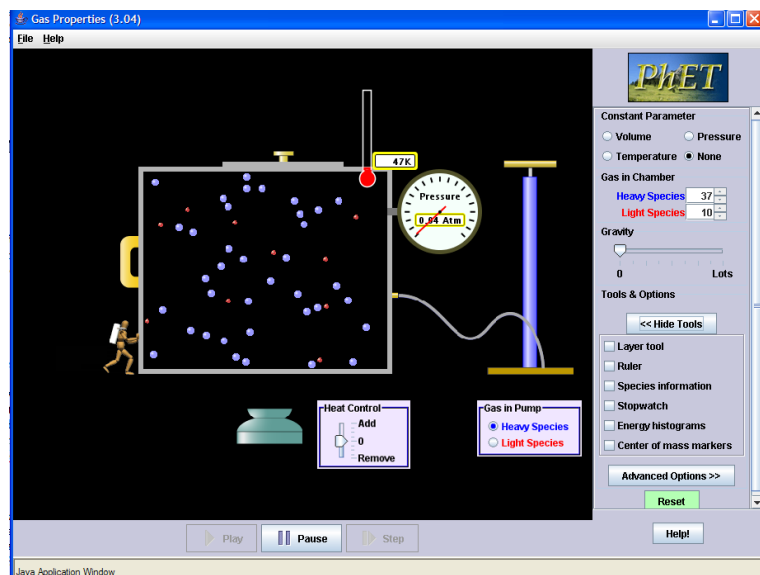 Gas Properties (3.04)
File Help
PhET
Constant Parameter
Volume Pressure
Temperature None
Gas in Chamber
Heavy Species 37
Light Species 10
Gravity
0 Lots
Tools & Options
<< Hide Tools
Layer tool
Ruler
Species information
Stopwatch
Energy histograms
Center of mass markers
Advanced Options >>
Reset
Help!
47K
Pressure
0.04 Atm
Heat Control
Add
0
Remove
Gas in Pump
Heavy Species
Light Species
Play Pause Step
Java Application Window